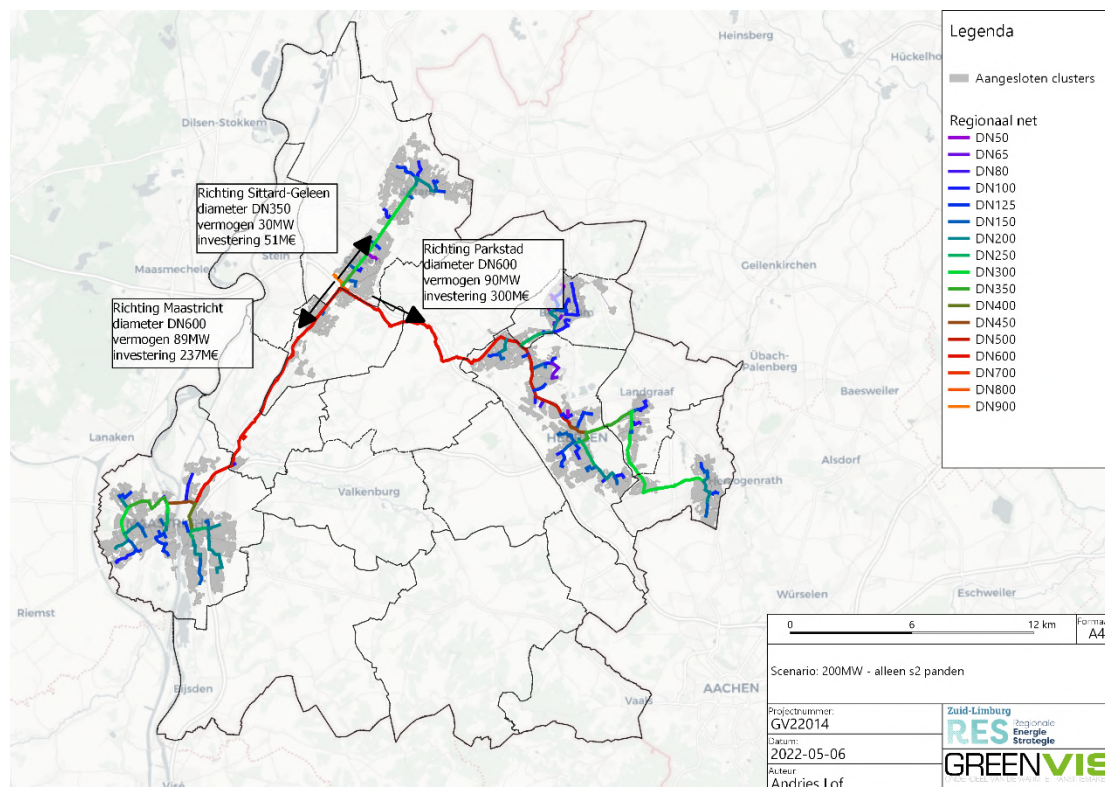 Heinsberg
Hückelho
Dilsen-Stokkem
Richting Sittard-Geleen
diameter DN350
vermogen 30MW
investering 51M€
Stein
Maasmechelen
Richting Parkstad
diameter DN600
vermogen 90MW
investering 300M€
Geilenkirchen
Richting Maastricht
diameter DN600
vermogen 89MW
investering 237M€
Übach-
Palenberg
Baesweiler
Landgraaf
Lanaken
Alsdorf
Valkenburg
Herzogenrath
Riemst
Würselen
Eschweiler
Eijsden
Vaals
AACHEN
Visé
Legenda
Aangesloten clusters
Regionaal net
DN50
DN65
DN80
DN100
DN125
DN150
DN200
DN250
DN300
DN350
DN400
DN450
DN500
DN600
DN700
DN800
DN900
0 6 12 km
Formaa
A4
Scenario: 200MW - alleen s2 panden
Projectnummer:
GV22014
Datum:
2022-05-06
Auteur:
Andries Lof
Zuid-Limburg
RES Regionale
Energie
Strategie
GREENVIS